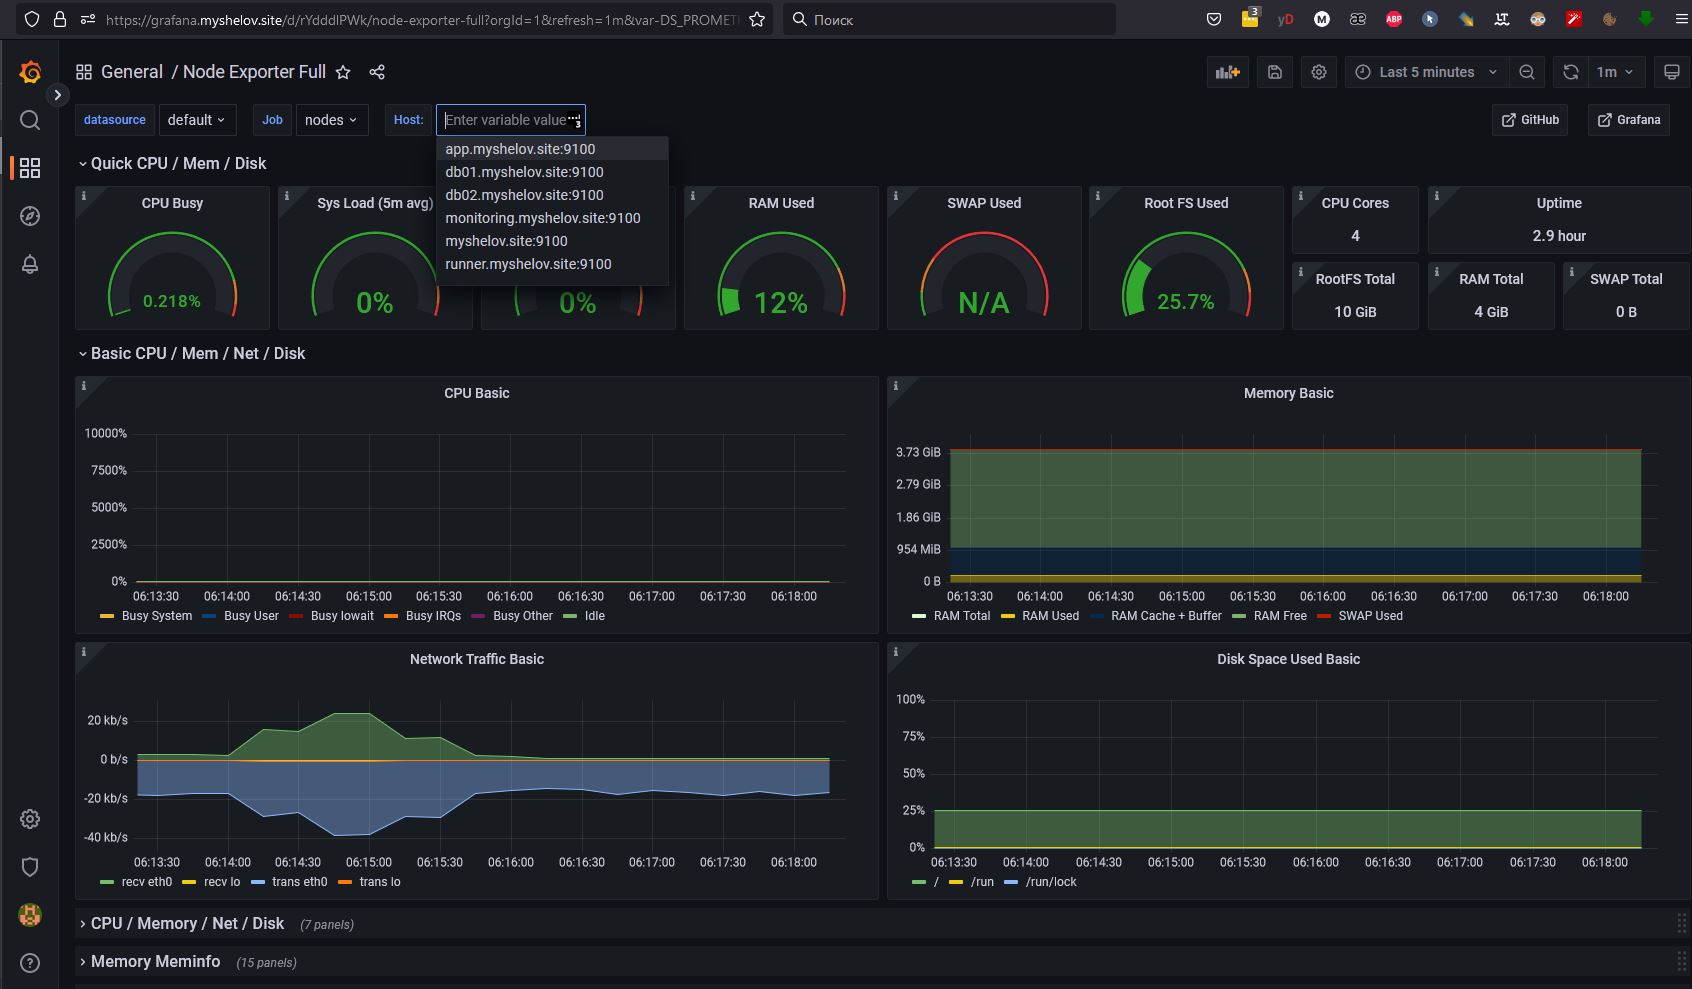 https://grafana.myshelov.site/d/rYdddlPWk/node-exporter-full?orgId=1&refresh=1m&var-DS_PROMET
Поиск
3
yD
M
æ
ABP
General / Node Exporter Full
Last 5 minutes
1m
datasource
default
Job
nodes
Host:
Enter variable value
3
GitHub
Grafana
app.myshelov.site:9100
db01.myshelov.site:9100
db02.myshelov.site:9100
monitoring.myshelov.site:9100
myshelov.site:9100
runner.myshelov.site:9100
Quick CPU / Mem / Disk
CPU Busy
0.218%
Sys Load (5m avg)
0%
0%
RAM Used
12%
SWAP Used
N/A
Root FS Used
25.7%
CPU Cores
4
Uptime
2.9 hour
RootFS Total
10 GiB
RAM Total
4 GiB
SWAP Total
0 B
Basic CPU / Mem / Net / Disk
CPU Basic
10000%
7500%
5000%
2500%
0%
06:13:30 06:14:00 06:14:30 06:15:00 06:15:30 06:16:00 06:16:30 06:17:00 06:17:30 06:18:00
Busy System Busy User Busy Iowait Busy IRQs Busy Other Idle
Memory Basic
3.73 GiB
2.79 GiB
1.86 GiB
954 MiB
0 B
06:13:30 06:14:00 06:14:30 06:15:00 06:15:30 06:16:00 06:16:30 06:17:00 06:17:30 06:18:00
RAM Total RAM Used RAM Cache + Buffer RAM Free SWAP Used
Network Traffic Basic
20 kb/s
0 b/s
-20 kb/s
-40 kb/s
06:13:30 06:14:00 06:14:30 06:15:00 06:15:30 06:16:00 06:16:30 06:17:00 06:17:30 06:18:00
recv eth0 recv lo trans eth0 trans lo
Disk Space Used Basic
100%
75%
50%
25%
0%
06:13:30 06:14:00 06:14:30 06:15:00 06:15:30 06:16:00 06:16:30 06:17:00 06:17:30 06:18:00
/ /run /run/lock
CPU / Memory / Net / Disk (7 panels)
Memory Meminfo (15 panels)